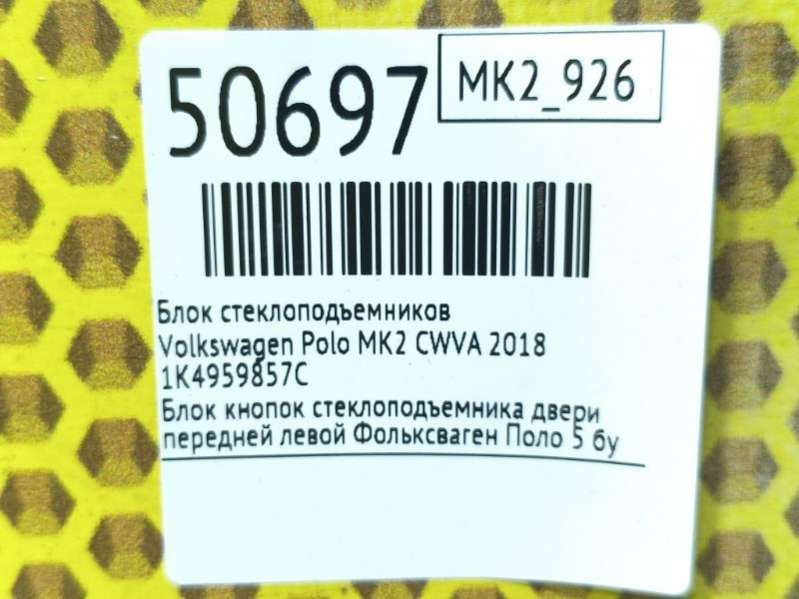 50697
MK2_926
Блок стеклоподъемников
Volkswagen Polo MK2 CWVA 2018
1K4959857C
Блок кнопок стеклоподъемника двери
передней левой Фольксваген Поло 5 бу